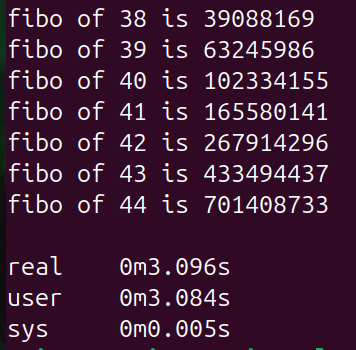 fibo of 38 is 39088169
fibo of 39 is 63245986
fibo of 40 is 102334155
fibo of 41 is 165580141
fibo of 42 is 267914296
fibo of 43 is 433494437
fibo of 44 is 701408733
real 0m3.096s
user 0m3.084s
sys 0m0.005s